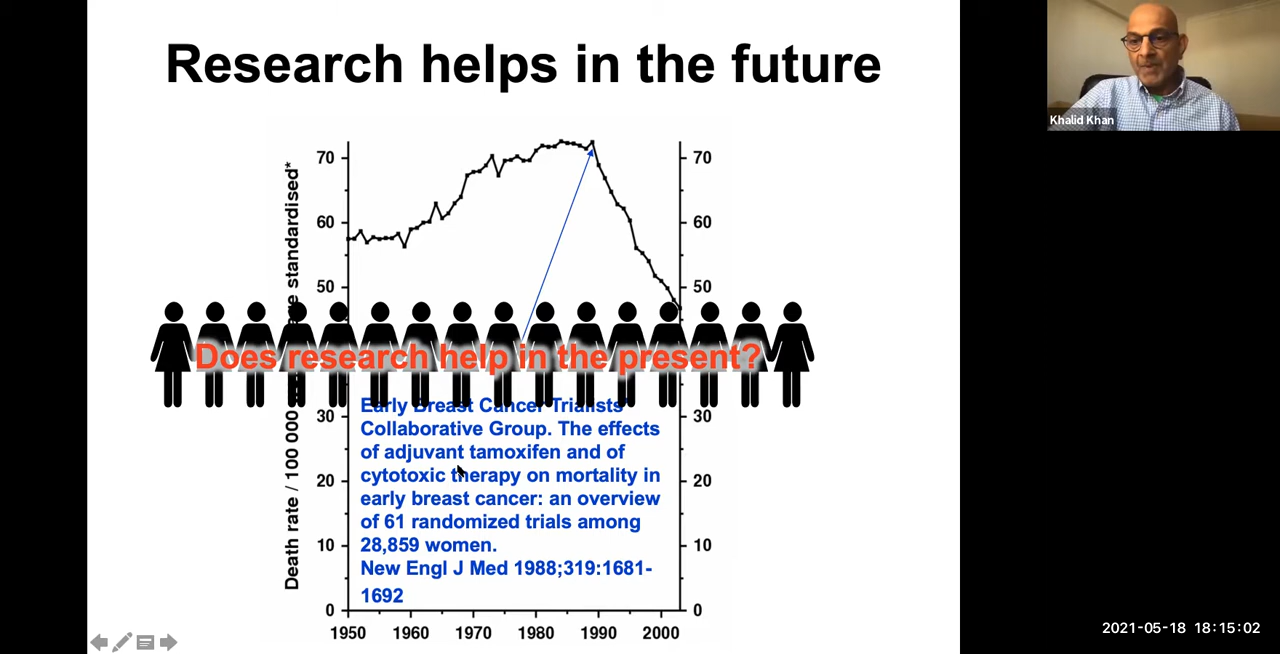 Research helps in the future
Khalid Khan
70
60
50
30
20
10
0
70
60
50
30
20
10
0
Death rate / 100 000
standardised*
Does research help in the present?
Early Breast Cancer Trialists'
Collaborative Group. The effects
of adjuvant tamoxifen and of
cytotoxic therapy on mortality in
early breast cancer: an overview
of 61 randomized trials among
28,859 women.
New Engl J Med 1988;319:1681-
1692
1950 1960 1970 1980 1990 2000
2021-05-18 18:15:02